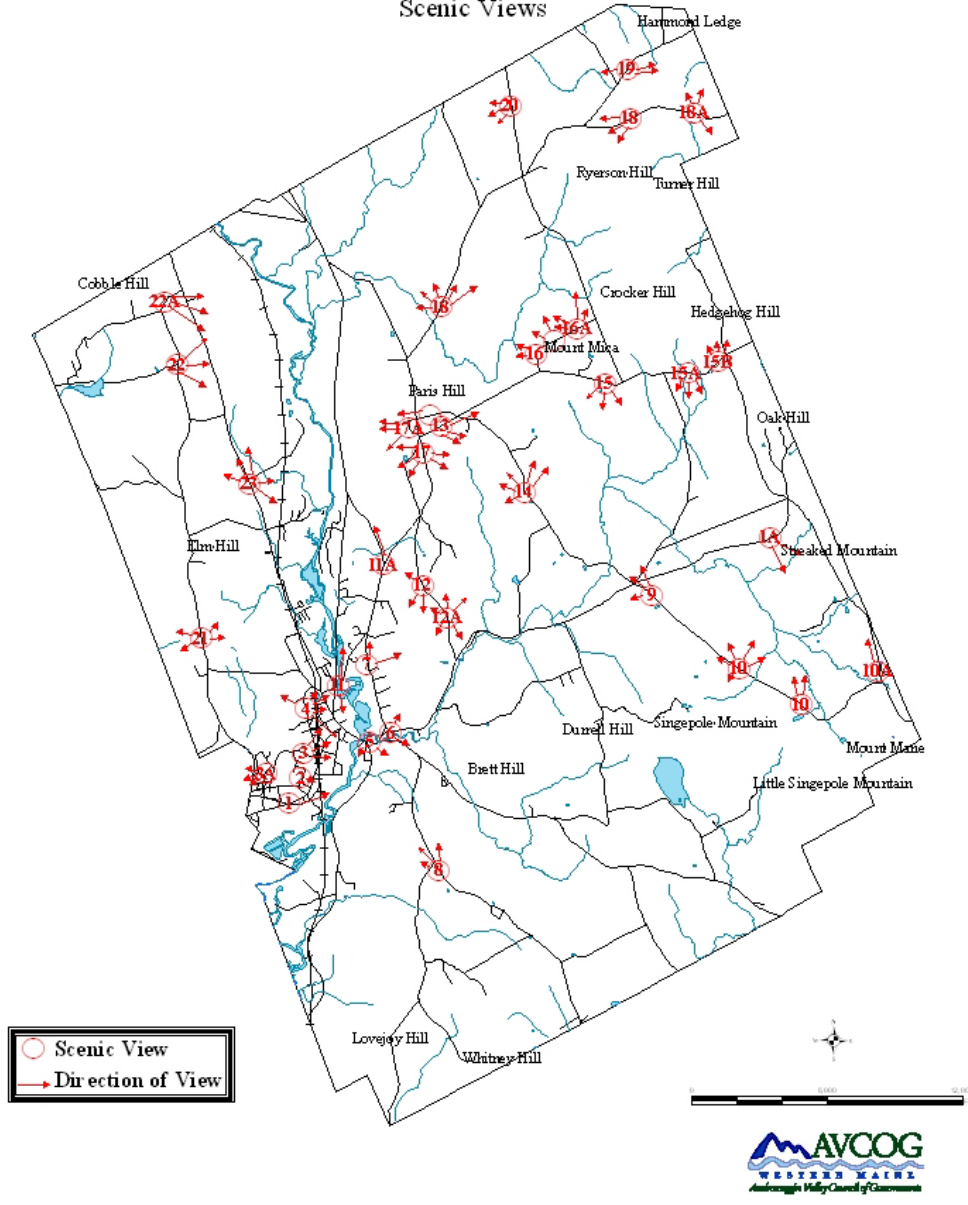 Scenic Views
Hammond Ledge
19
20
18A
18
Ryerson Hill
Turner Hill
Cobble Hill
22A
18
Crocker Hill
Hedgehog Hill
16A
16
Mount Mica
22
15B
15A
15
Paris Hill
17A
13
Oak Hill
17
23
14
Elm Hill
1A
Streaked Mountain
11A
12
9
12A
21
7
10
10A
11
4
10
Singepole Mountain
Durrell Hill
6
5
Mount Marie
3
Brett Hill
2
Little Singepole Mountain
1
8
Lovejoy Hill
Whitney Hill
Scenic View
Direction of View
0
AVCOG
WESTERN MAINE
Androscoggin Valley Council of Governments